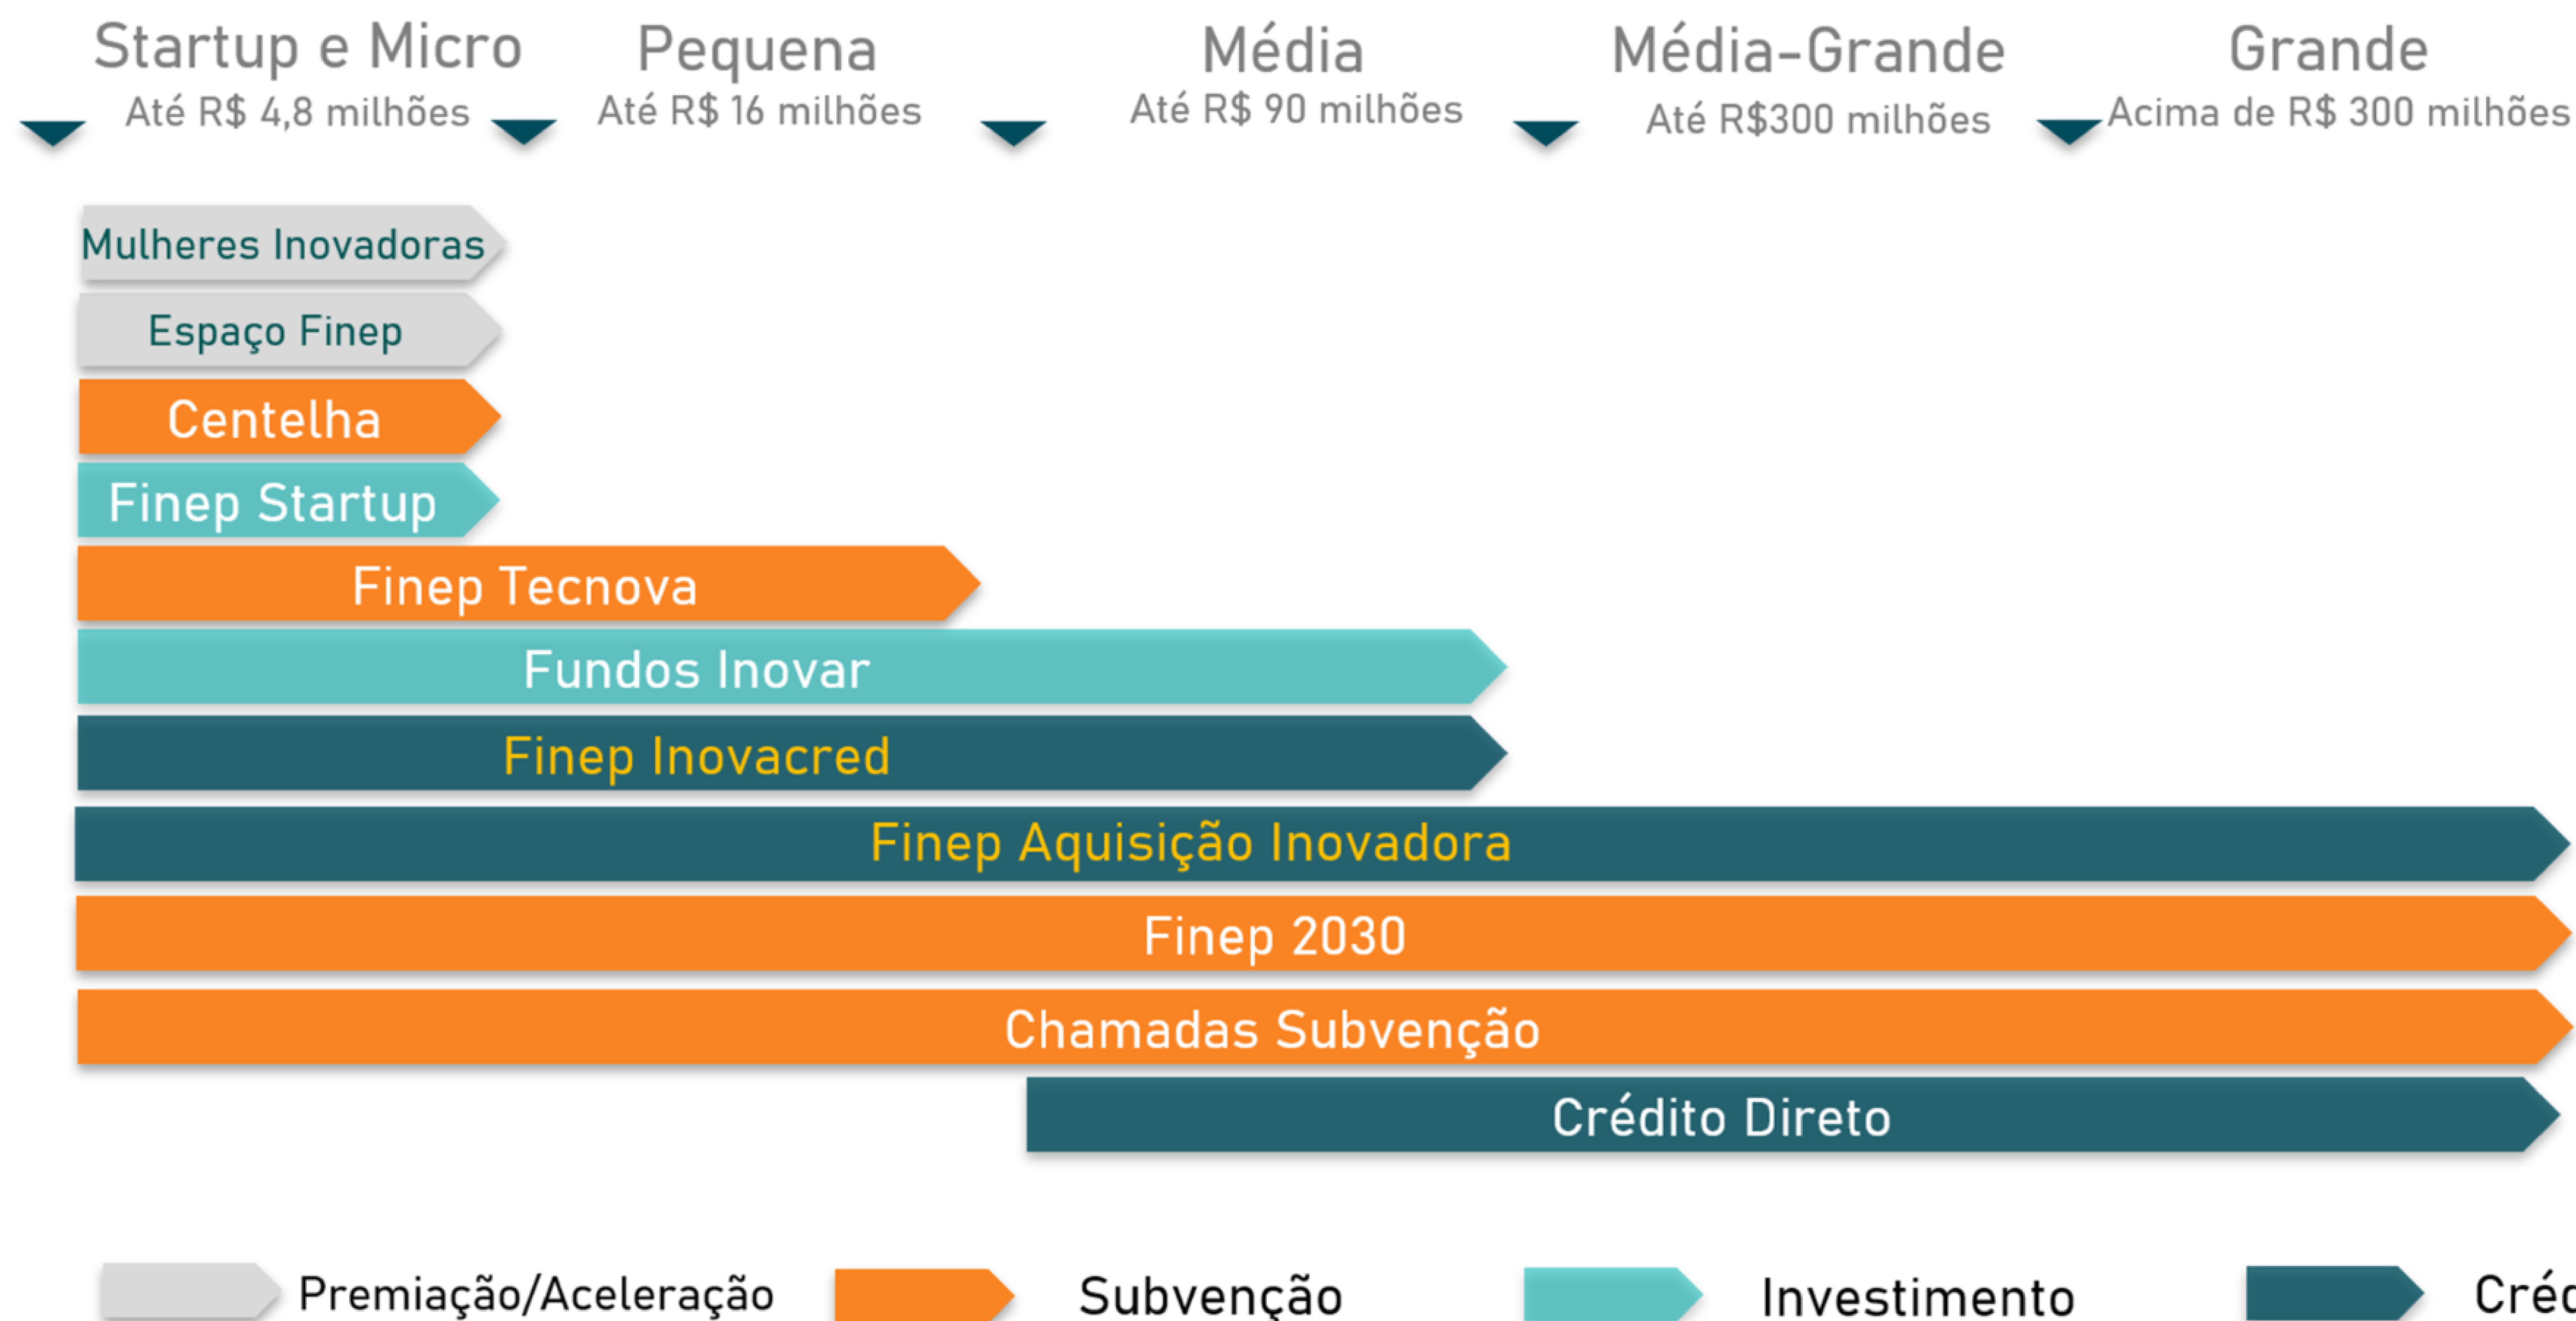 Startup e Micro
Pequena
Média
Média-Grande
Grande
Até R$ 4,8 milhões
Até R$ 16 milhões
Até R$ 90 milhões
Até R$300 milhões
Acima de R$ 300 milhões
Mulheres Inovadoras
Espaço Finep
Centelha
Finep Startup
Finep Tecnova
Fundos Inovar
Finep Inovacred
Finep Aquisição Inovadora
Finep 2030
Chamadas Subvenção
Crédito Direto
Premiação/Aceleração
Subvenção
Investimento